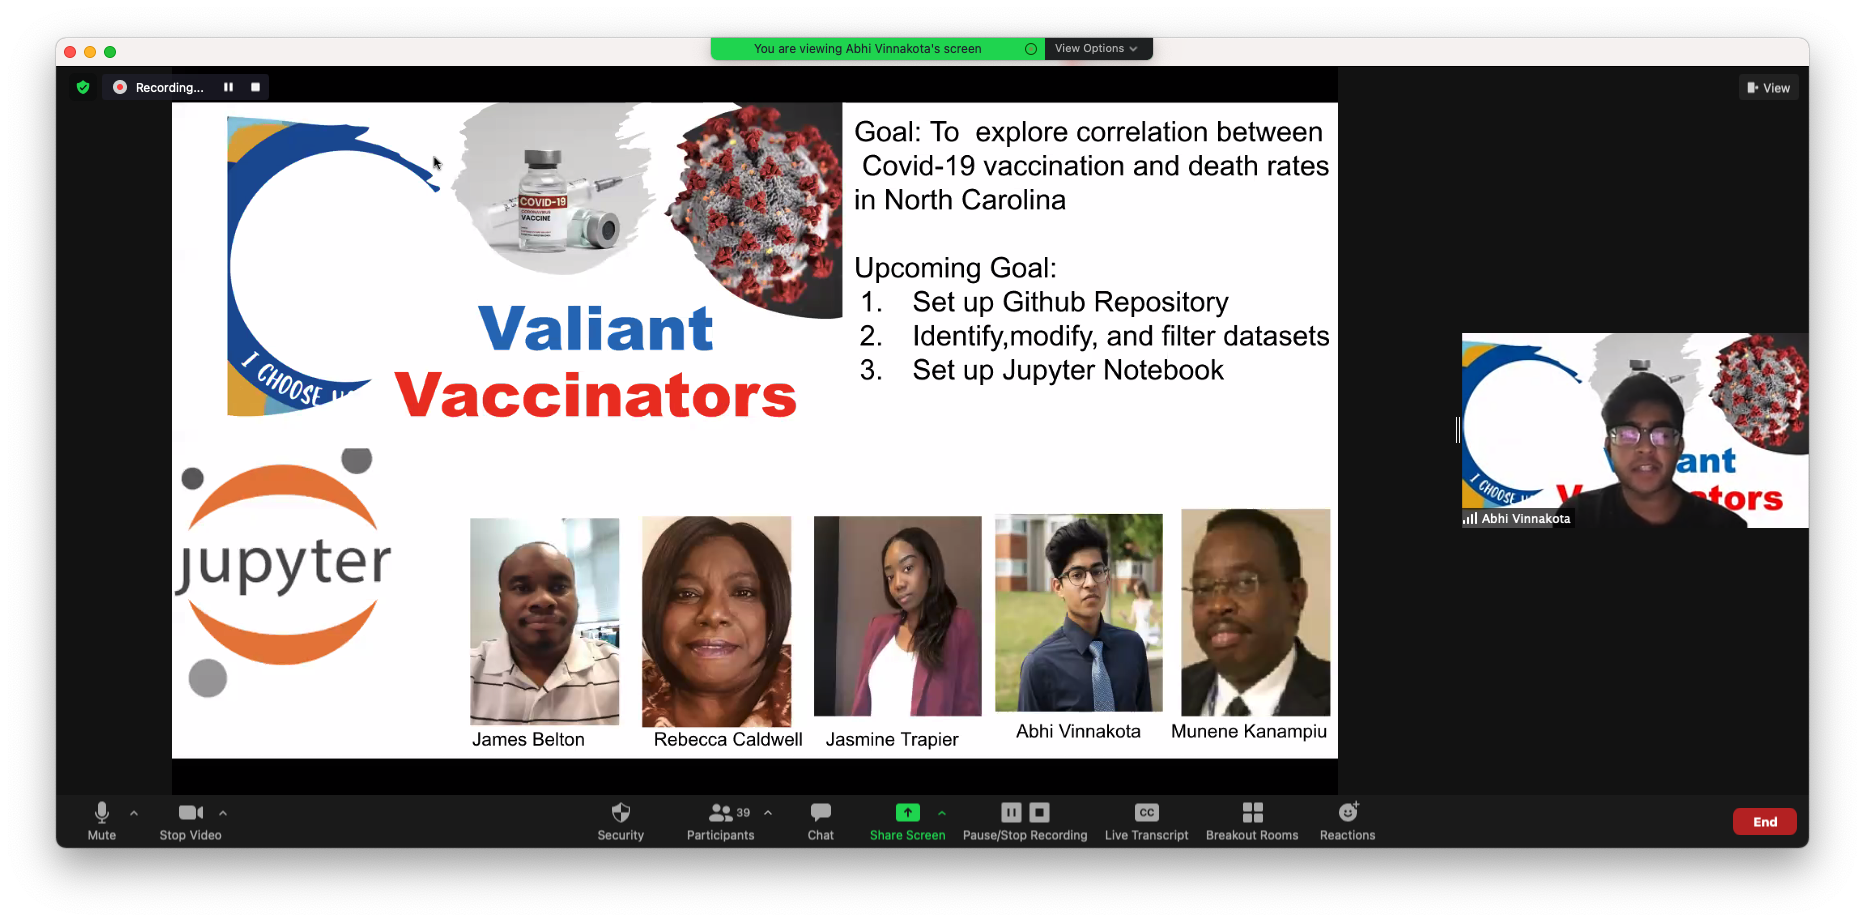 You are viewing Abhi Vinnakota's screen
View Options
Recording...
View
COVID-19
CORONAVIRUS
VACCINE
I CHOOSE
Valiant
Vaccinators
jupyter
Goal: To  explore correlation between
Covid-19 vaccination and death rates
in North Carolina
Upcoming Goal:
1. Set up Github Repository
2. Identify,modify, and filter datasets
3. Set up Jupyter Notebook
James Belton
Rebecca Caldwell
Jasmine Trapier
Abhi Vinnakota
Munene Kanampiu
I CHOOSE
Abhi Vinnakota
Mute
Stop Video
Security
39
Participants
Chat
Share Screen
Pause/Stop Recording
CC
Live Transcript
Breakout Rooms
Reactions
End